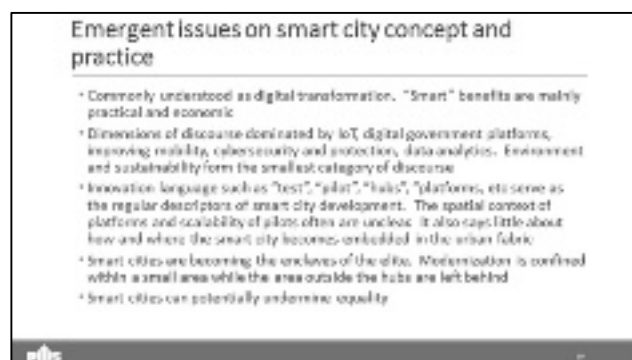 Emergent issues on smart city concept and
practice
• Commonly understood as digital transformation. "Smart" benefits are mainly
practical and economic
• Dimensions of discourse dominated by IoT, digital government platforms,
improving mobility, cybersecurity and protection, data analytics. Environment
and sustainability form the smallest category of discourse
• Innovation language such as "test", "pilot", "hubs", "platforms, etc serve as
the regular descriptors of smart city development. The spatial context of
platforms and scalability of pilots often are unclear. It also says little about
how and where the smart city becomes embedded in the urban fabric
• Smart cities are becoming the enclaves of the elite. Modernization is confined
within a small area while the area outside the hubs are left behind
• Smart cities can potentially undermine equality